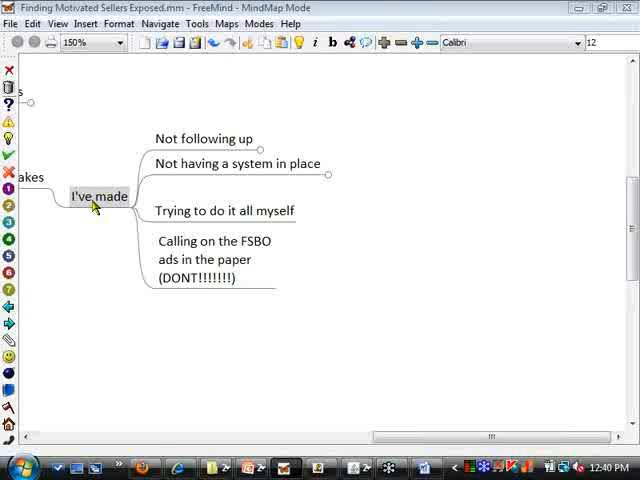 Finding Motivated Sellers Exposed.mm - FreeMind - MindMap Mode
File Edit View Insert Format Navigate Tools Maps Modes Help
150% i b Calibri 12
s
Not following up
Not having a system in place
akes
I've made
Trying to do it all myself
Calling on the FSBO
ads in the paper
(DONT!!!!!!!)
12:40 PM